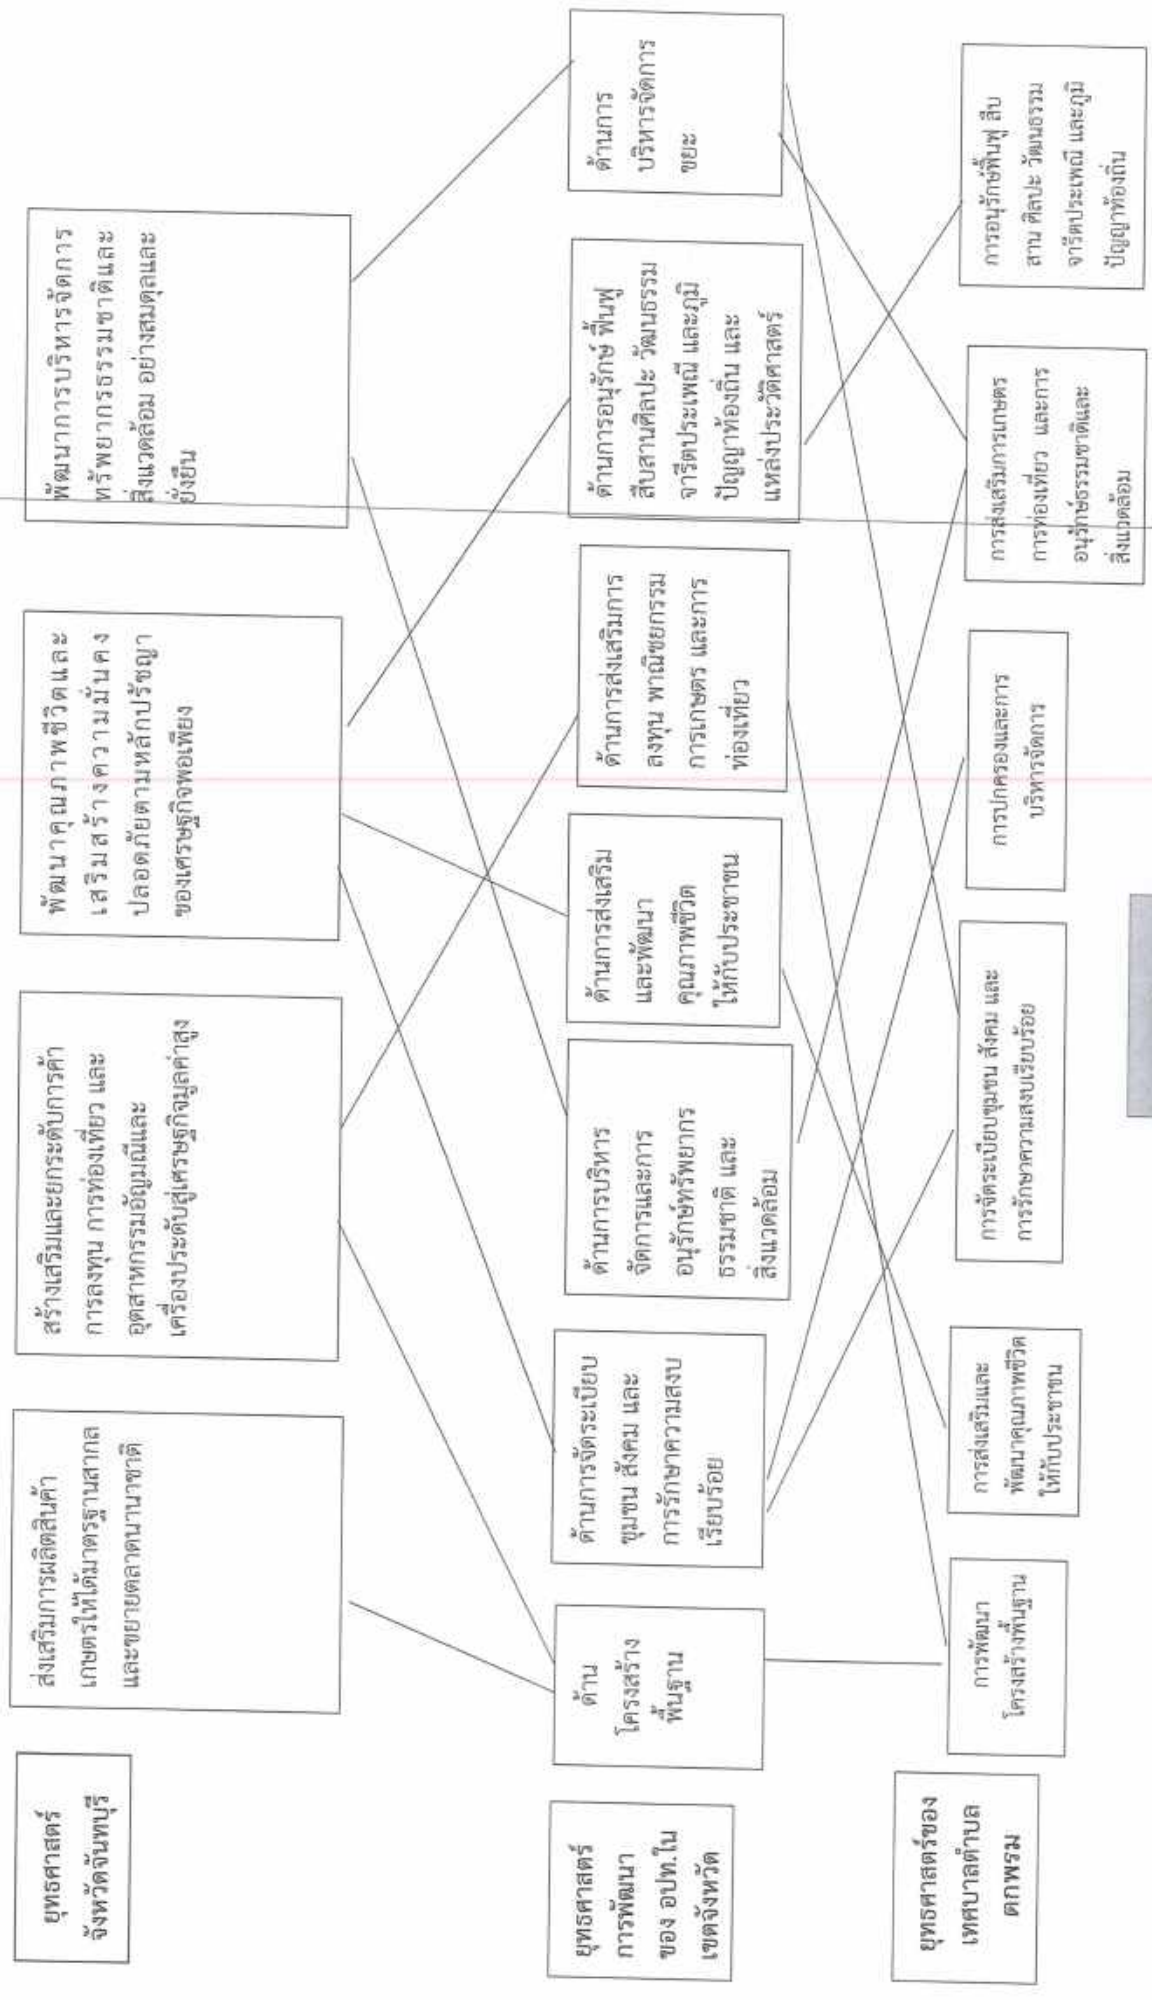 ยุทธศาสตร์
จังหวัดจันทบุรี
ส่งเสริมการผลิตสินค้า
เกษตรให้ได้มาตรฐานสากล
และขยายตลาดนานาชาติ
สร้างเสริมและยกระดับการค้า
การลงทุน การท่องเที่ยว และ
อุตสาหกรรมอัญมณีและ
เครื่องประดับสู่เศรษฐกิจมูลค่าสูง
พัฒนาคุณภาพชีวิตและ
เสริมสร้างความมั่นคง
ปลอดภัยตามหลักปรัชญา
ของเศรษฐกิจพอเพียง
พัฒนาการบริหารจัดการ
ทรัพยากรธรรมชาติและ
สิ่งแวดล้อม อย่างสมดุลและ
ยั่งยืน
ยุทธศาสตร์
การพัฒนา
ของ อปท.ใน
เขตจังหวัด
ด้าน
โครงสร้าง
พื้นฐาน
ด้านการจัดระเบียบ
ชุมชน สังคม และ
การรักษาความสงบ
เรียบร้อย
ด้านการบริหาร
จัดการและการ
อนุรักษ์ทรัพยากร
ธรรมชาติ และ
สิ่งแวดล้อม
ด้านการส่งเสริม
และพัฒนา
คุณภาพชีวิต
ให้กับประชาชน
ด้านการส่งเสริมการ
ลงทุน พาณิชยกรรม
การเกษตร และการ
ท่องเที่ยว
ด้านการอนุรักษ์ ฟื้นฟู
สืบสานศิลปะ วัฒนธรรม
จารีตประเพณี และภูมิ
ปัญญาท้องถิ่น และ
แหล่งประวัติศาสตร์
ด้านการ
บริหารจัดการ
ขยะ
ยุทธศาสตร์ของ
เทศบาลตำบล
ตกพรม
การพัฒนา
โครงสร้างพื้นฐาน
การส่งเสริมและ
พัฒนาคุณภาพชีวิต
ให้กับประชาชน
การจัดระเบียบชุมชน สังคม และ
การรักษาความสงบเรียบร้อย
การปกครองและการ
บริหารจัดการ
การส่งเสริมการเกษตร
การท่องเที่ยว และการ
อนุรักษ์ธรรมชาติและ
สิ่งแวดล้อม
การอนุรักษ์ฟื้นฟู สืบ
สาน ศิลปะ วัฒนธรรม
จารีตประเพณี และภูมิ
ปัญญาท้องถิ่น